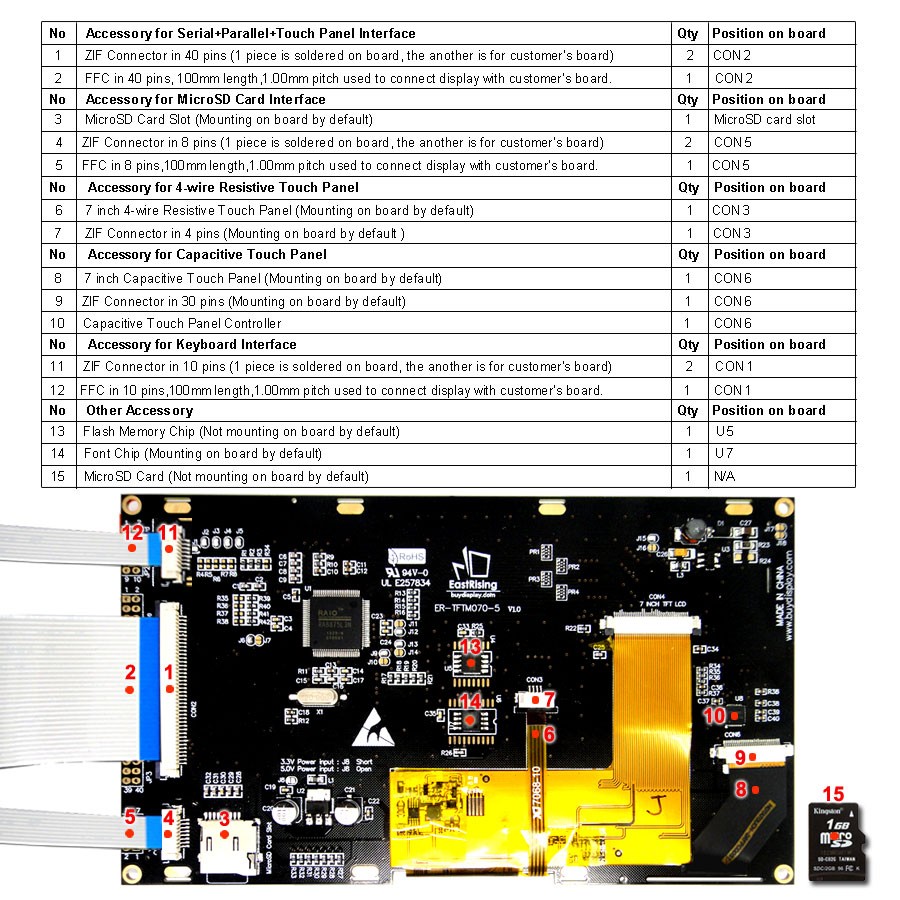 No Accessory for Serial+Parallel+Touch Panel Interface Qty Position on board
1 ZIF Connector in 40 pins (1 piece is soldered on board, the another is for customer's board) 2 CON2
2 FFC in 40 pins, 100mm length,1.00mm pitch used to connect display with customer's board. 1 CON2
No Accessory for MicroSD Card Interface Qty Position on board
3 MicroSD Card Slot (Mounting on board by default) 1 MicroSD card slot
4 ZIF Connector in 8 pins (1 piece is soldered on board, the another is for customer's board) 2 CON5
5 FFC in 8 pins,100mm length,1.00mm pitch used to connect display with customer's board. 1 CON5
No Accessory for 4-wire Resistive Touch Panel Qty Position on board
6 7 inch 4-wire Resistive Touch Panel (Mounting on board by default) 1 CON3
7 ZIF Connector in 4 pins (Mounting on board by default ) 1 CON3
No Accessory for Capacitive Touch Panel Qty Position on board
8 7 inch Capacitive Touch Panel (Mounting on board by default) 1 CON6
9 ZIF Connector in 30 pins (Mounting on board by default) 1 CON6
10 Capacitive Touch Panel Controller 1 CON6
No Accessory for Keyboard Interface Qty Position on board
11 ZIF Connector in 10 pins (1 piece is soldered on board, the another is for customer's board) 2 CON1
12 FFC in 10 pins,100mm length,1.00mm pitch used to connect display with customer's board. 1 CON1
No Other Accessory Qty Position on board
13 Flash Memory Chip (Not mounting on board by default) 1 U5
14 Font Chip (Mounting on board by default) 1 U7
15 MicroSD Card (Not mounting on board by default) 1 N/A
12 11
J2 J3 J4 J5
RoHS
94V-0
UL E257834
EastRising
buydisplay.com
ER-TFTM070-5 V1.0
CON4
7 INCH TFT LCD
MADE IN CHINA
www.buydisplay.com
RAiO
U1
X1
2 1
CON2
JP3
39 40
13
14
CON3
7
6
10
CON6
9
8
3.3V Power input : J8 Short
5.0V Power input : J8 Open
XJ7068-10
J
5 4 3
MicroSD Card Slot
15
Kingston
1GB
micro
SD
SD-C02G TAIWAN